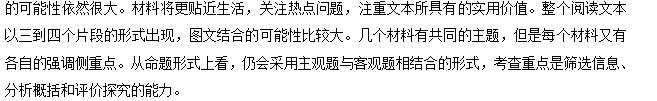 的可能性依然很大。材料将更贴近生活，关注热点问题，注重文本所具有的实用价值。整个阅读文本
以三到四个片段的形式出现，图文结合的可能性比较大。几个材料有共同的主题，但是每个材料又有
各自的强调侧重点。从命题形式上看，仍会采用主观题与客观题相结合的形式，考查重点是筛选信息、
分析概括和评价探究的能力。